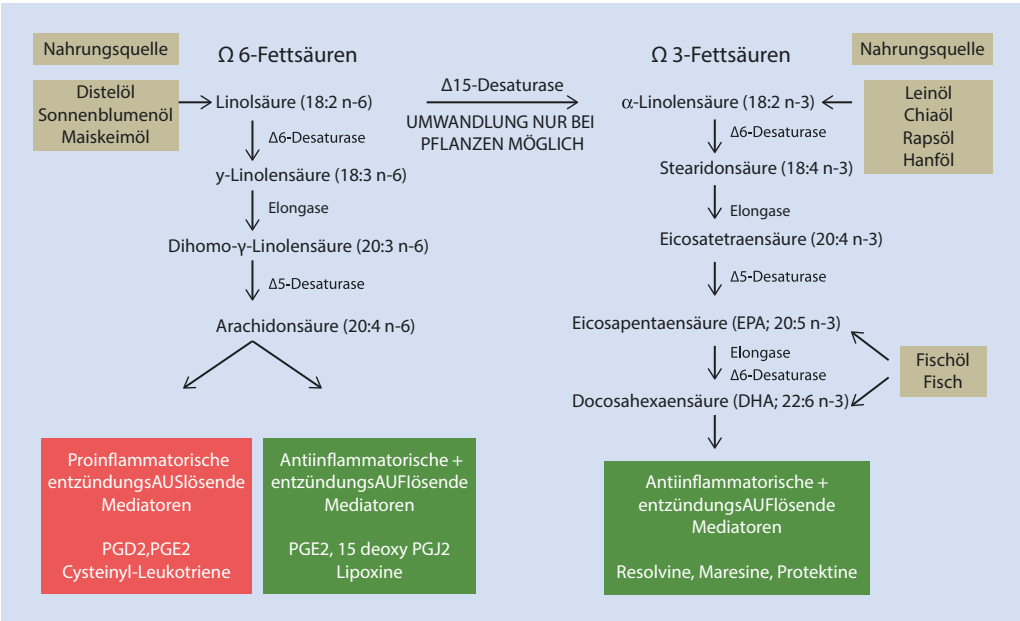 Nahrungsquelle
Ω 6-Fettsäuren
Ω 3-Fettsäuren
Nahrungsquelle
Distelöl
Sonnenblumenöl
Maiskeimöl
Linolsäure (18:2 n-6)
Δ15-Desaturase
UMWANDLUNG NUR BEI
PFLANZEN MÖGLICH
α-Linolensäure (18:2 n-3)
Leinöl
Chiaöl
Rapsöl
Hanföl
Δ6-Desaturase
γ-Linolensäure (18:3 n-6)
Elongase
Dihomo-γ-Linolensäure (20:3 n-6)
Δ5-Desaturase
Arachidonsäure (20:4 n-6)
Δ6-Desaturase
Stearidonsäure (18:4 n-3)
Elongase
Eicosatetraensäure (20:4 n-3)
Δ5-Desaturase
Eicosapentaensäure (EPA; 20:5 n-3)
Elongase
Δ6-Desaturase
Docosahexaensäure (DHA; 22:6 n-3)
Fischöl
Fisch
Proinflammatorische
entzündungsAUSlösende
Mediatoren
PGD2,PGE2
Cysteinyl-Leukotriene
Antiinflammatorische +
entzündungsAUFlösende
Mediatoren
PGE2, 15 deoxy PGJ2
Lipoxine
Antiinflammatorische +
entzündungsAUFlösende
Mediatoren
Resolvine, Maresine, Protektine